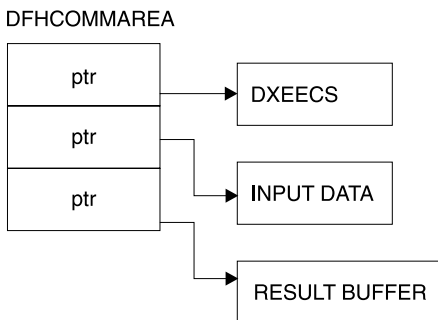 DFHCOMMAREA
ptr
DXEECS
ptr
INPUT DATA
ptr
RESULT BUFFER